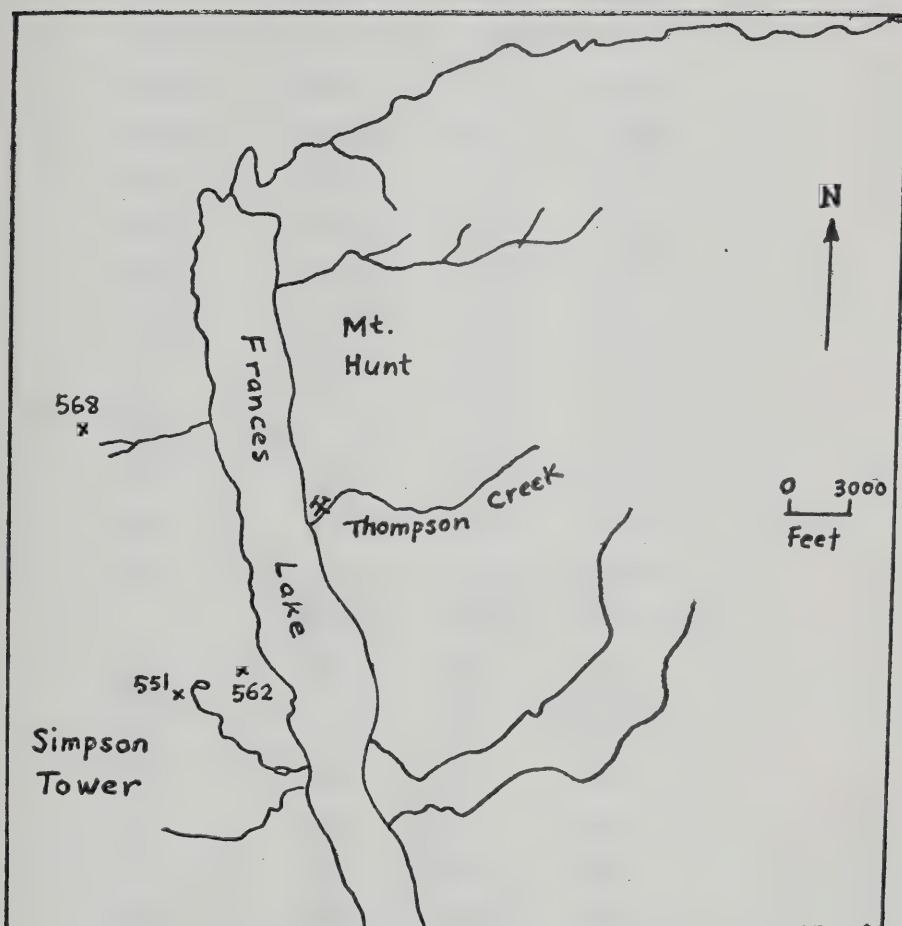 N
Mt.
Hunt
Frances
Lake
568
x
0 3000
Feet
Thompson Creek
x
551 x
562
Simpson
Tower